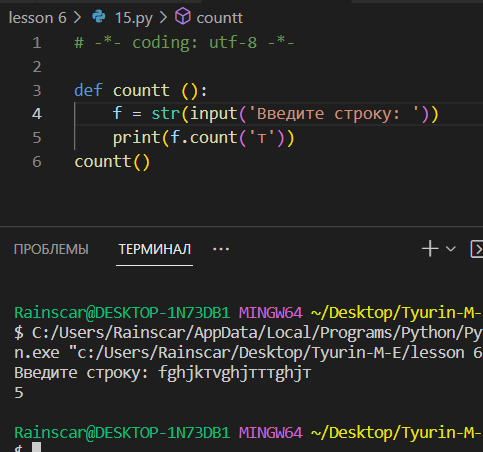 lesson 6 > 15.py > countt
1 # -*- coding: utf-8 -*-
2
3 def countt ():
4 f = str(input('Введите строку: '))
5 print(f.count('т'))
6 countt()
ПРОБЛЕМЫ ТЕРМИНАЛ ···
Rainscar@DESKTOP-1N73DB1 MINGW64 ~/Desktop/Tyurin-M-
$ C:/Users/Rainscar/AppData/Local/Programs/Python/Py
n.exe "c:/Users/Rainscar/Desktop/Tyurin-M-E/lesson 6
Введите строку: fghjkтvghjтттghjт
5
Rainscar@DESKTOP-1N73DB1 MINGW64 ~/Desktop/Tyurin-M-
$